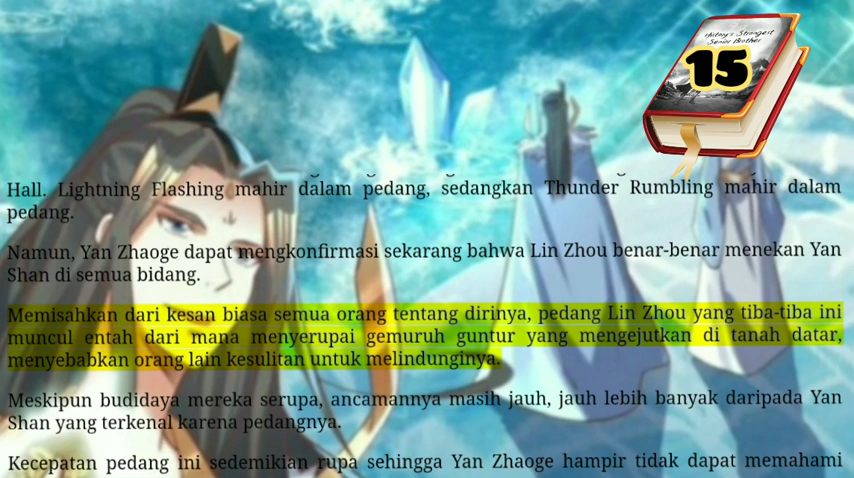 History's Strongest
Senior Brother
15
Hall. Lightning Flashing mahir dalam pedang, sedangkan Thunder Rumbling mahir dalam
pedang.
Namun, Yan Zhaoge dapat mengkonfirmasi sekarang bahwa Lin Zhou benar-benar menekan Yan
Shan di semua bidang.
Memisahkan dari kesan biasa semua orang tentang dirinya, pedang Lin Zhou yang tiba-tiba ini
muncul entah dari mana menyerupai gemuruh guntur yang mengejutkan di tanah datar,
menyebabkan orang lain kesulitan untuk melindunginya.
Meskipun budidaya mereka serupa, ancamannya masih jauh, jauh lebih banyak daripada Yan
Shan yang terkenal karena pedangnya.
Kecepatan pedang ini sedemikian rupa sehingga Yan Zhaoge hampir tidak dapat memahami